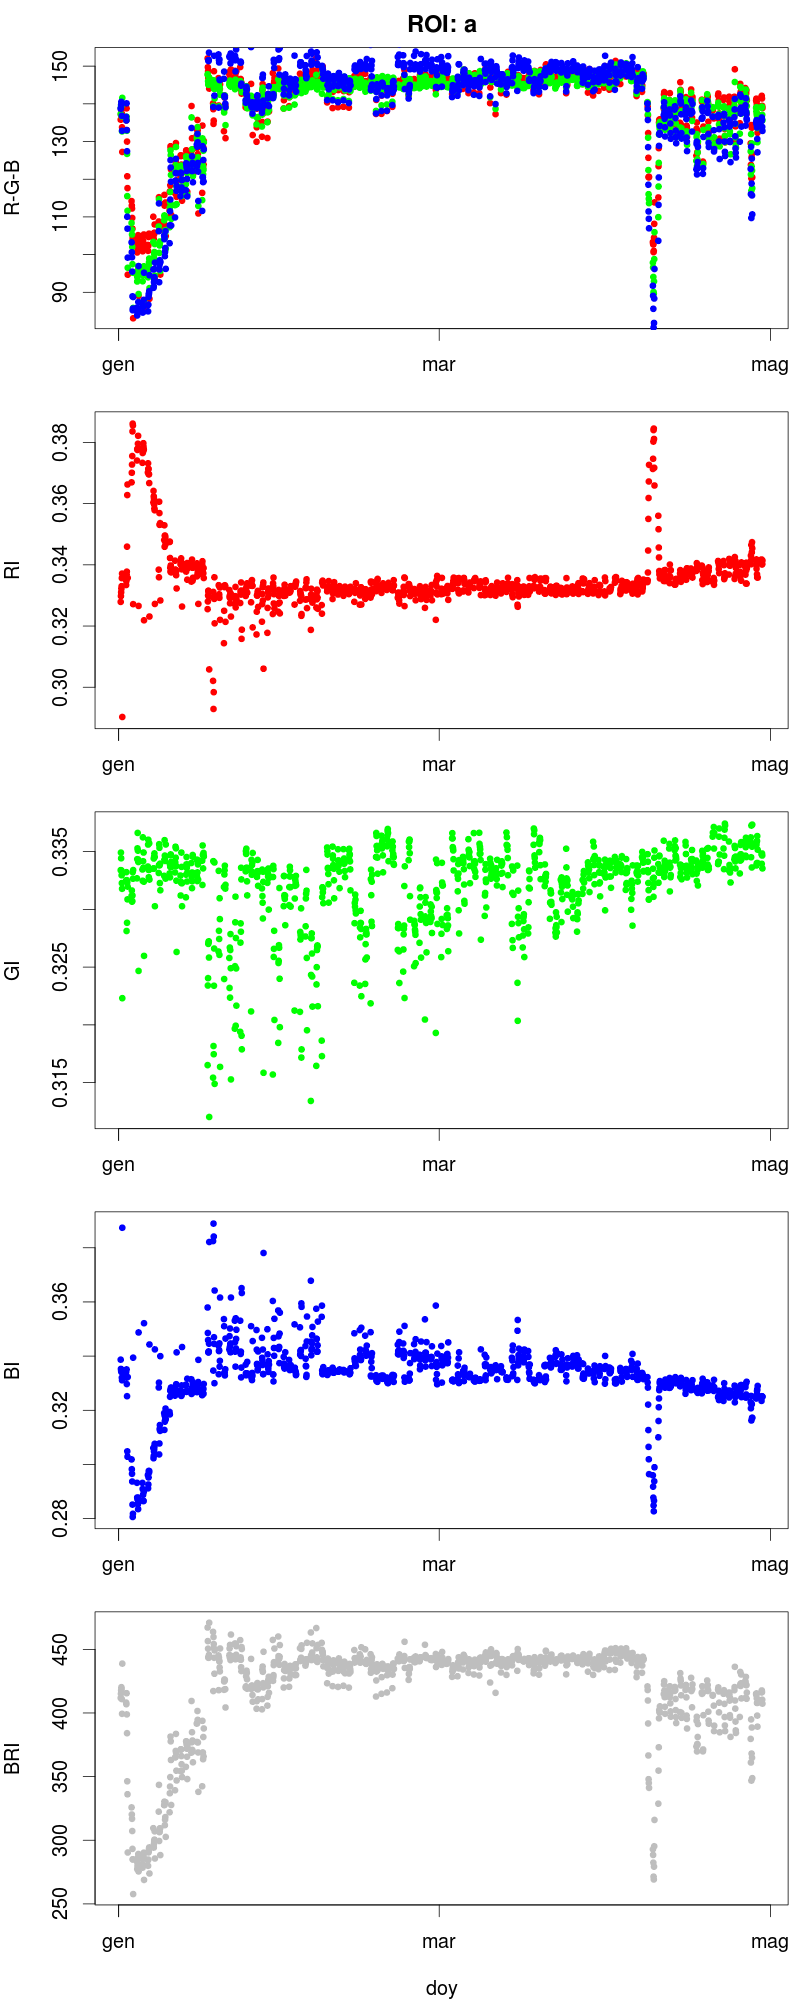 ROI: a
R-G-B
90 110 130 150
gen mar mag
RI
0.30 0.32 0.34 0.36 0.38
gen mar mag
GI
0.315 0.325 0.335
gen mar mag
BI
0.28 0.32 0.36
gen mar mag
BRI
250 300 350 400 450
gen mar mag
doy